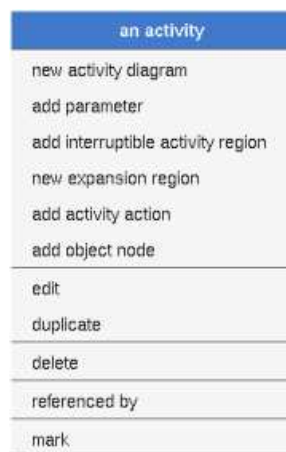 an activity
new activity diagram
add parameter
add interruptible activity region
new expansion region
add activity action
add object node
edit
duplicate
delete
referenced by
mark